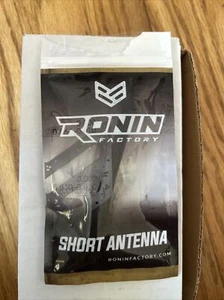 RONIN
FACTORY
SHORT ANTENNA
RONINFACTORY.COM